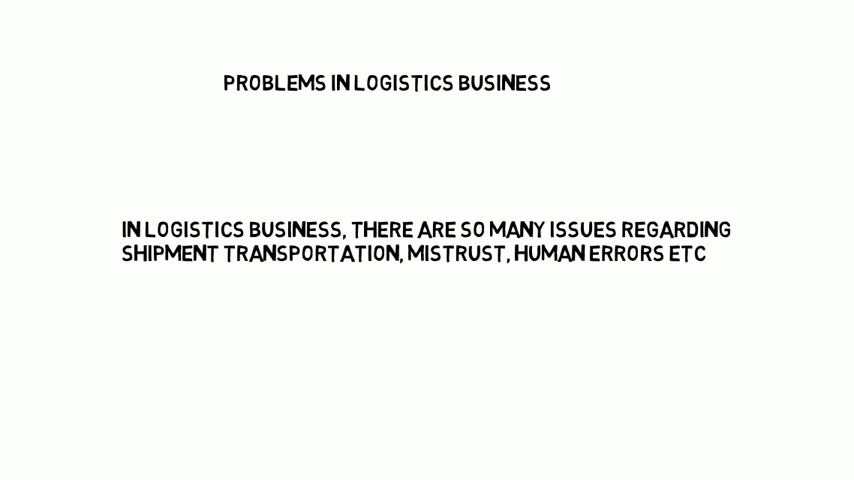 PROBLEMS IN LOGISTICS BUSINESS
IN LOGISTICS BUSINESS, THERE ARE SO MANY ISSUES REGARDING
SHIPMENT TRANSPORTATION, MISTRUST, HUMAN ERRORS ETC